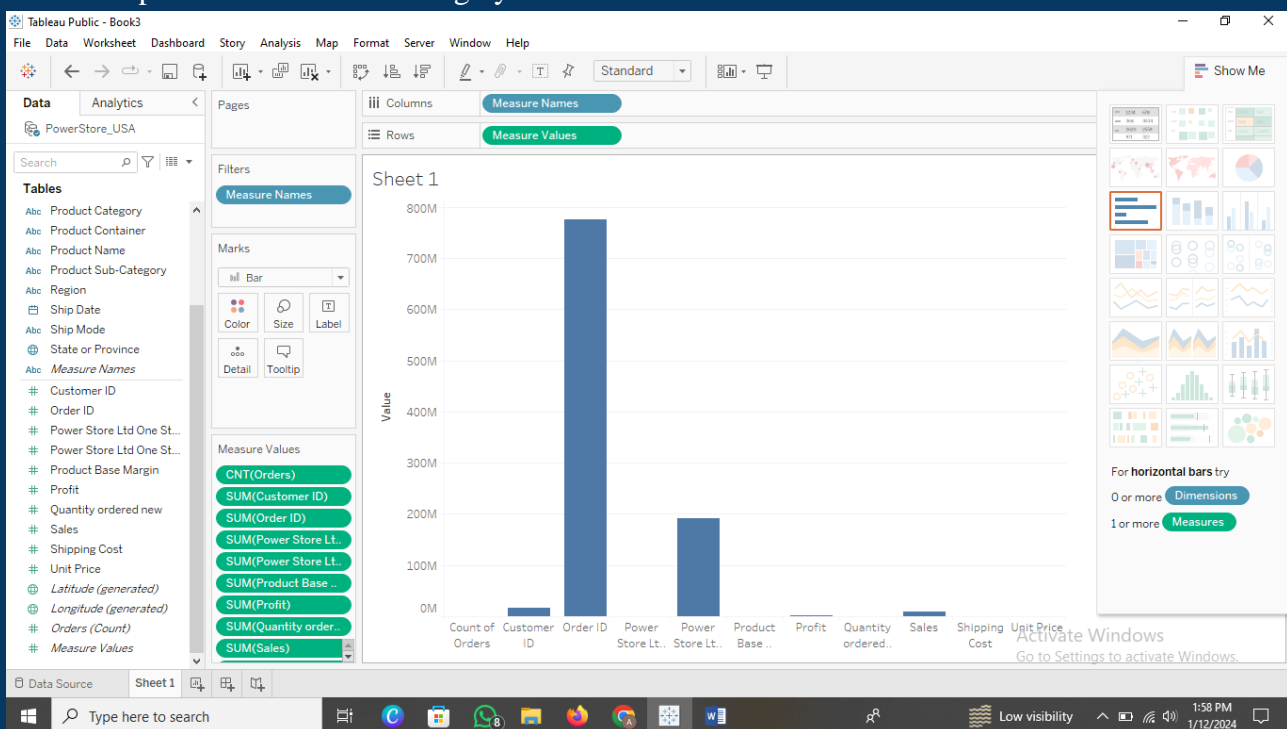 Tableau Public - Book3
File Data Worksheet Dashboard Story Analysis Map Format Server Window Help
Standard
Show Me
Data Analytics
PowerStore_USA
Search
Tables
Abc Product Category
Abc Product Container
Abc Product Name
Abc Product Sub-Category
Abc Region
Ship Date
Abc Ship Mode
State or Province
Abc Measure Names
# Customer ID
# Order ID
# Power Store Ltd One St...
# Power Store Ltd One St...
# Product Base Margin
# Profit
# Quantity ordered new
# Sales
# Shipping Cost
# Unit Price
Latitude (generated)
Longitude (generated)
# Orders (Count)
# Measure Values
Pages
Filters
Measure Names
Marks
Bar
Color Size Label
Detail Tooltip
Measure Values
CNT(Orders)
SUM(Customer ID)
SUM(Order ID)
SUM(Power Store Lt..
SUM(Power Store Lt..
SUM(Product Base ..
SUM(Profit)
SUM(Quantity order..
SUM(Sales)
Columns Measure Names
Rows Measure Values
Sheet 1
Value
800M
700M
600M
500M
400M
300M
200M
100M
0M
Count of Orders
Customer ID
Order ID
Power Store Lt..
Power Store Lt..
Product Base ..
Profit
Quantity ordered..
Sales
Shipping Cost
Unit Price
For horizontal bars try
0 or more Dimensions
1 or more Measures
Activate Windows
Go to Settings to activate Windows.
Data Source Sheet 1
Type here to search
8
Low visibility
1:58 PM
1/12/2024